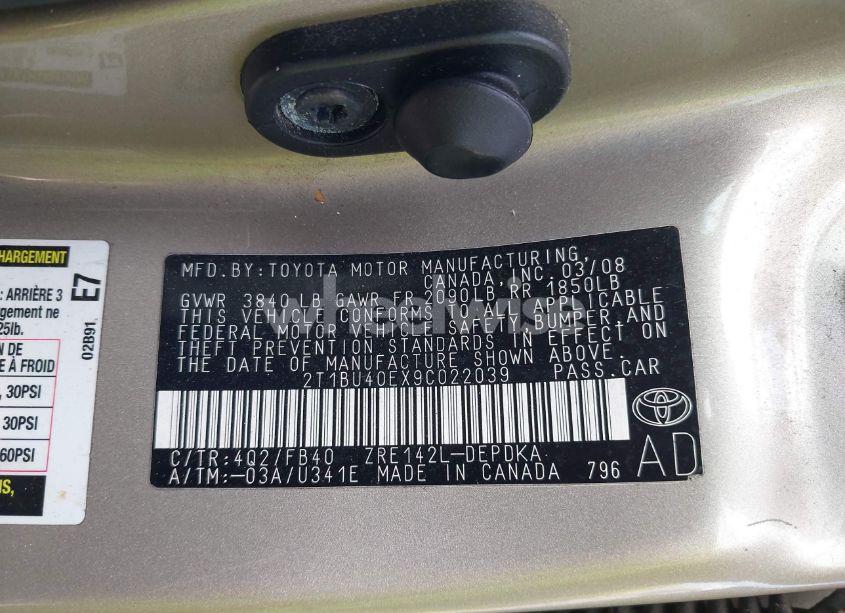 MFD. BY: TOYOTA MOTOR MANUFACTURING,
CANADA, INC. 03/08
GVWR 3840 LB GAWR FR 2090LB RR 1850LB
THIS VEHICLE CONFORMS TO ALL APPLICABLE
FEDERAL MOTOR VEHICLE SAFETY, BUMPER, AND
THEFT PREVENTION STANDARDS IN EFFECT ON
THE DATE OF MANUFACTURE SHOWN ABOVE.
2T1BU40EX9C022039 PASS.CAR
C/TR:4Q2/FB40 ZRE142L-DEPDKA
A/TM:-03A/U341E MADE IN CANADA 796
AD
HARGEMENT
: ARRIÈRE 3
rgement ne
25lb.
N DE
E À FROID
, 30PSI
30PSI
60PSI
NS,
E7
02B91